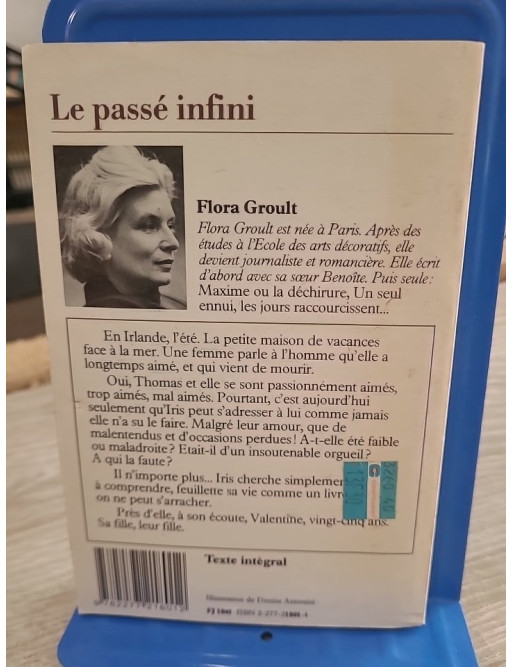 Le passé infini
Flora Groult
Flora Groult est née à Paris. Après des
études à l'Ecole des arts décoratifs, elle
devient journaliste et romancière. Elle écrit
d'abord avec sa sœur Benoîte. Puis seule :
Maxime ou la déchirure, Un seul
ennui, les jours raccourcissent...
En Irlande, l'été. La petite maison de vacances
face à la mer. Une femme parle à l'homme qu'elle a
longtemps aimé, et qui vient de mourir.
Oui, Thomas et elle se sont passionnément aimés,
trop aimés, mal aimés. Pourtant, c'est aujourd'hui
seulement qu'Iris peut s'adresser à lui comme jamais
elle n'a su le faire. Malgré leur amour, que de
malentendus et d'occasions perdues ! A-t-elle été faible
ou maladroite ? Etait-il d'un insoutenable orgueil ?
A qui la faute ?
Il n'importe plus... Iris cherche simplemen
à comprendre, feuillette sa vie comme un livr
on ne peut s'arracher.
Près d'elle, à son écoute, Valentine, vingt-cinq ans.
Sa fille, leur fille.
Texte intégral
Illustration de Denise
9782277216018